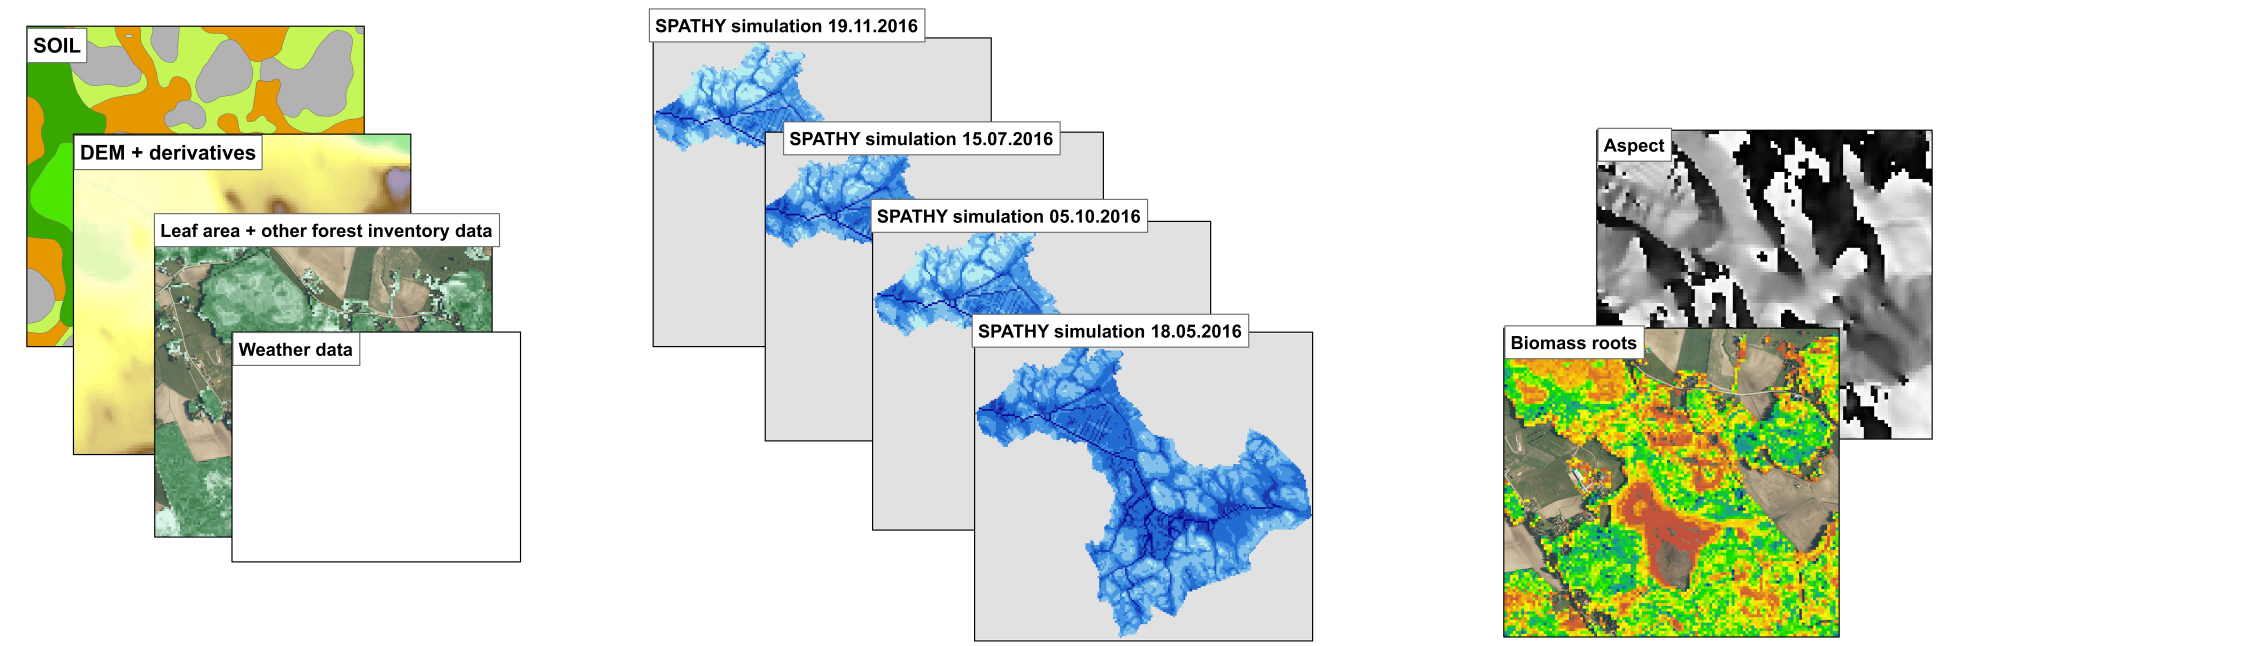 SOIL
DEM + derivatives
Leaf area + other forest inventory data
Weather data
SPATHY simulation 19.11.2016
SPATHY simulation 15.07.2016
SPATHY simulation 05.10.2016
SPATHY simulation 18.05.2016
Aspect
Biomass roots